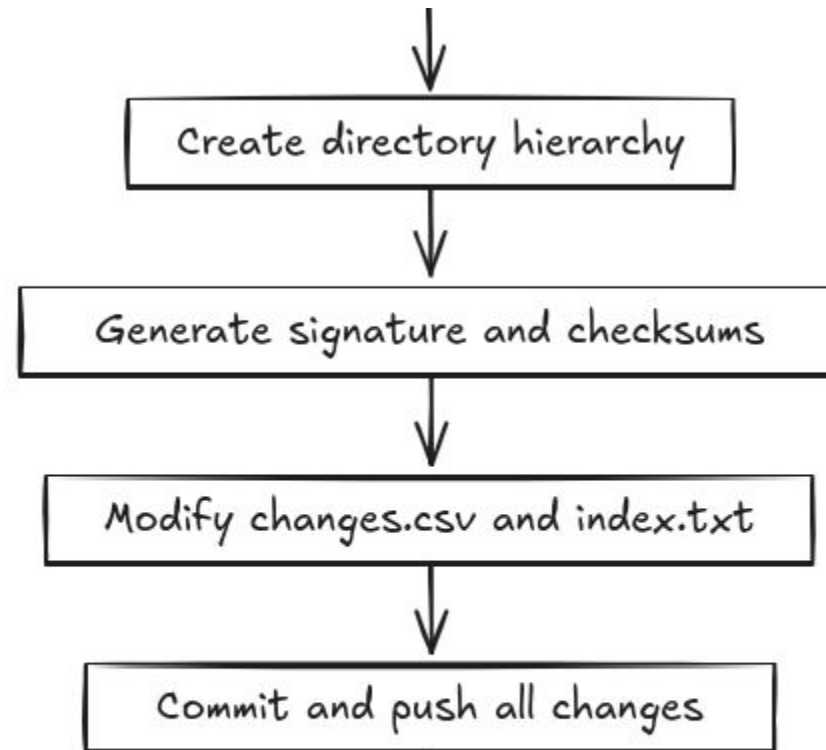 Create directory hierarchy
Generate signature and checksums
Modify changes.csv and index.txt
Commit and push all changes